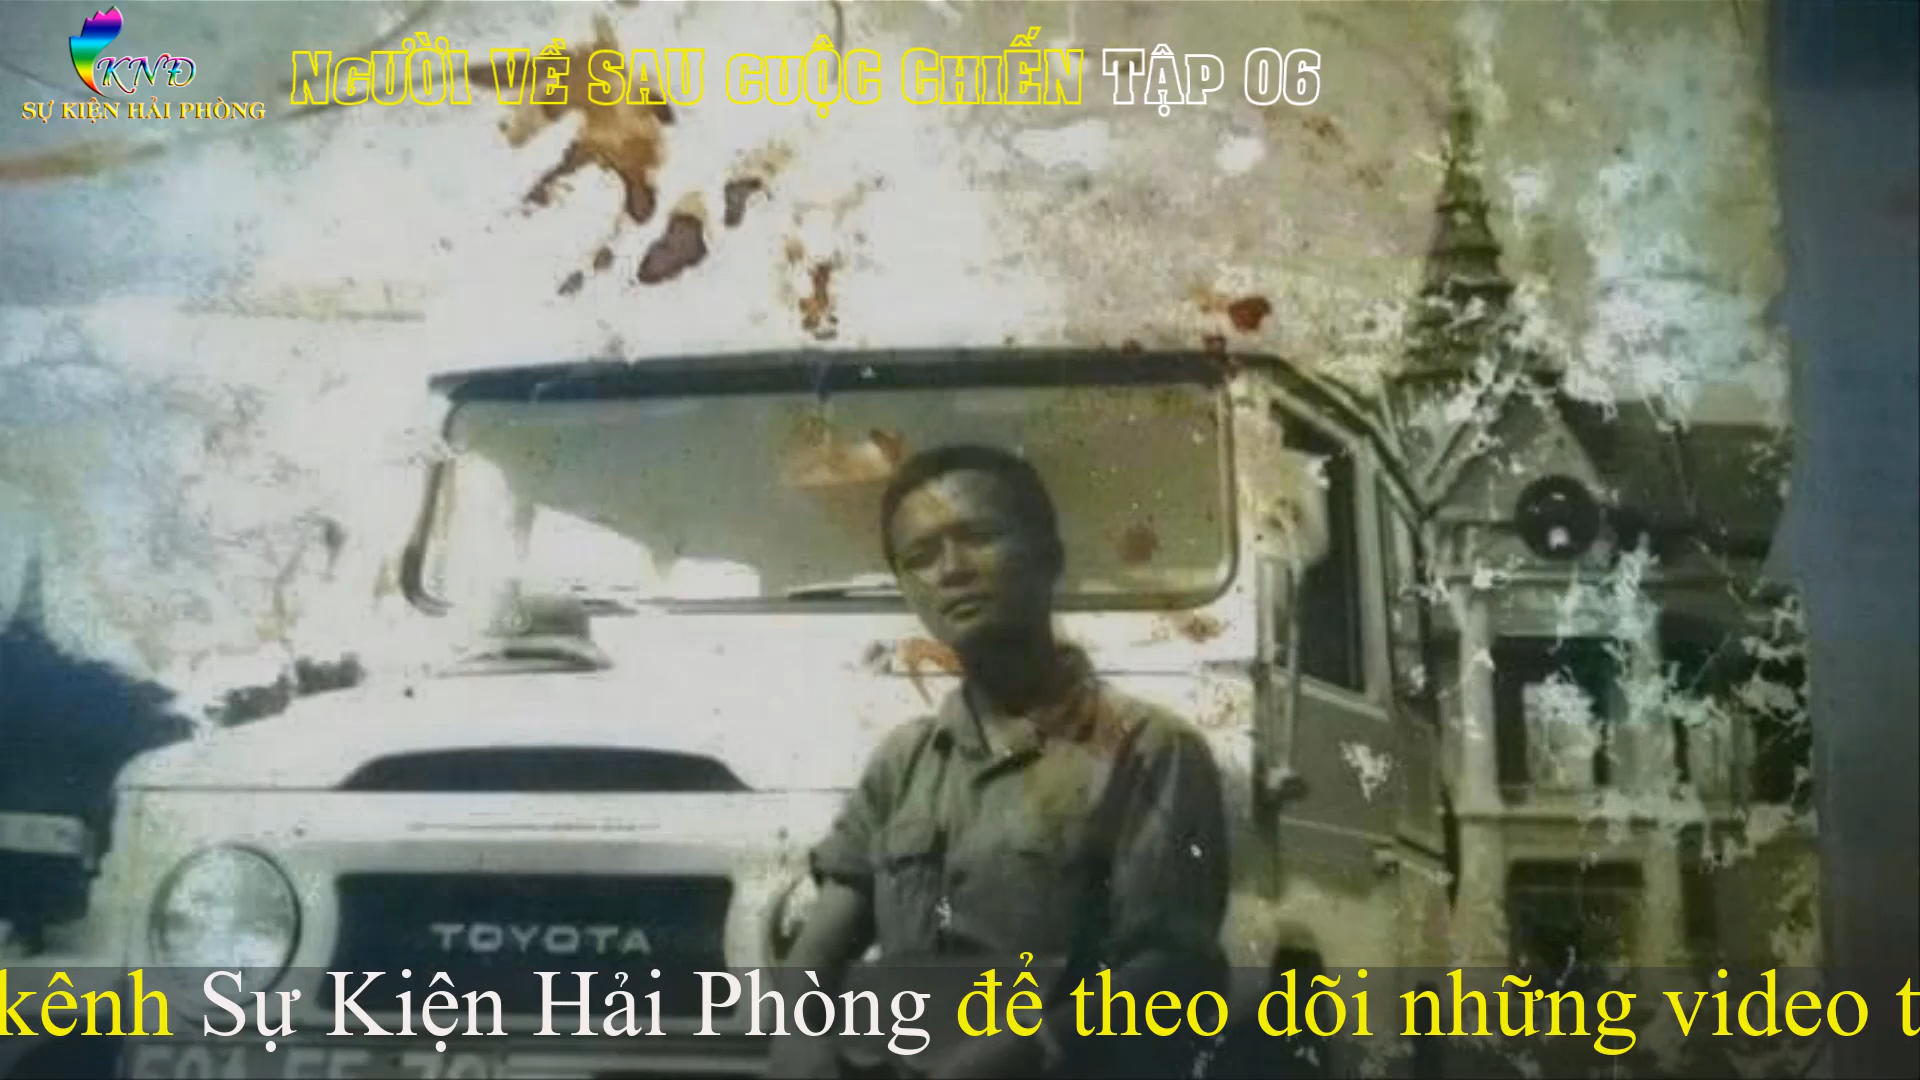 KNĐ
SỰ KIỆN HẢI PHÒNG
NGƯỜI VỀ SAU CUỘC CHIẾN TẬP 06
TOYOTA
kênh Sự Kiện Hải Phòng để theo dõi những video t